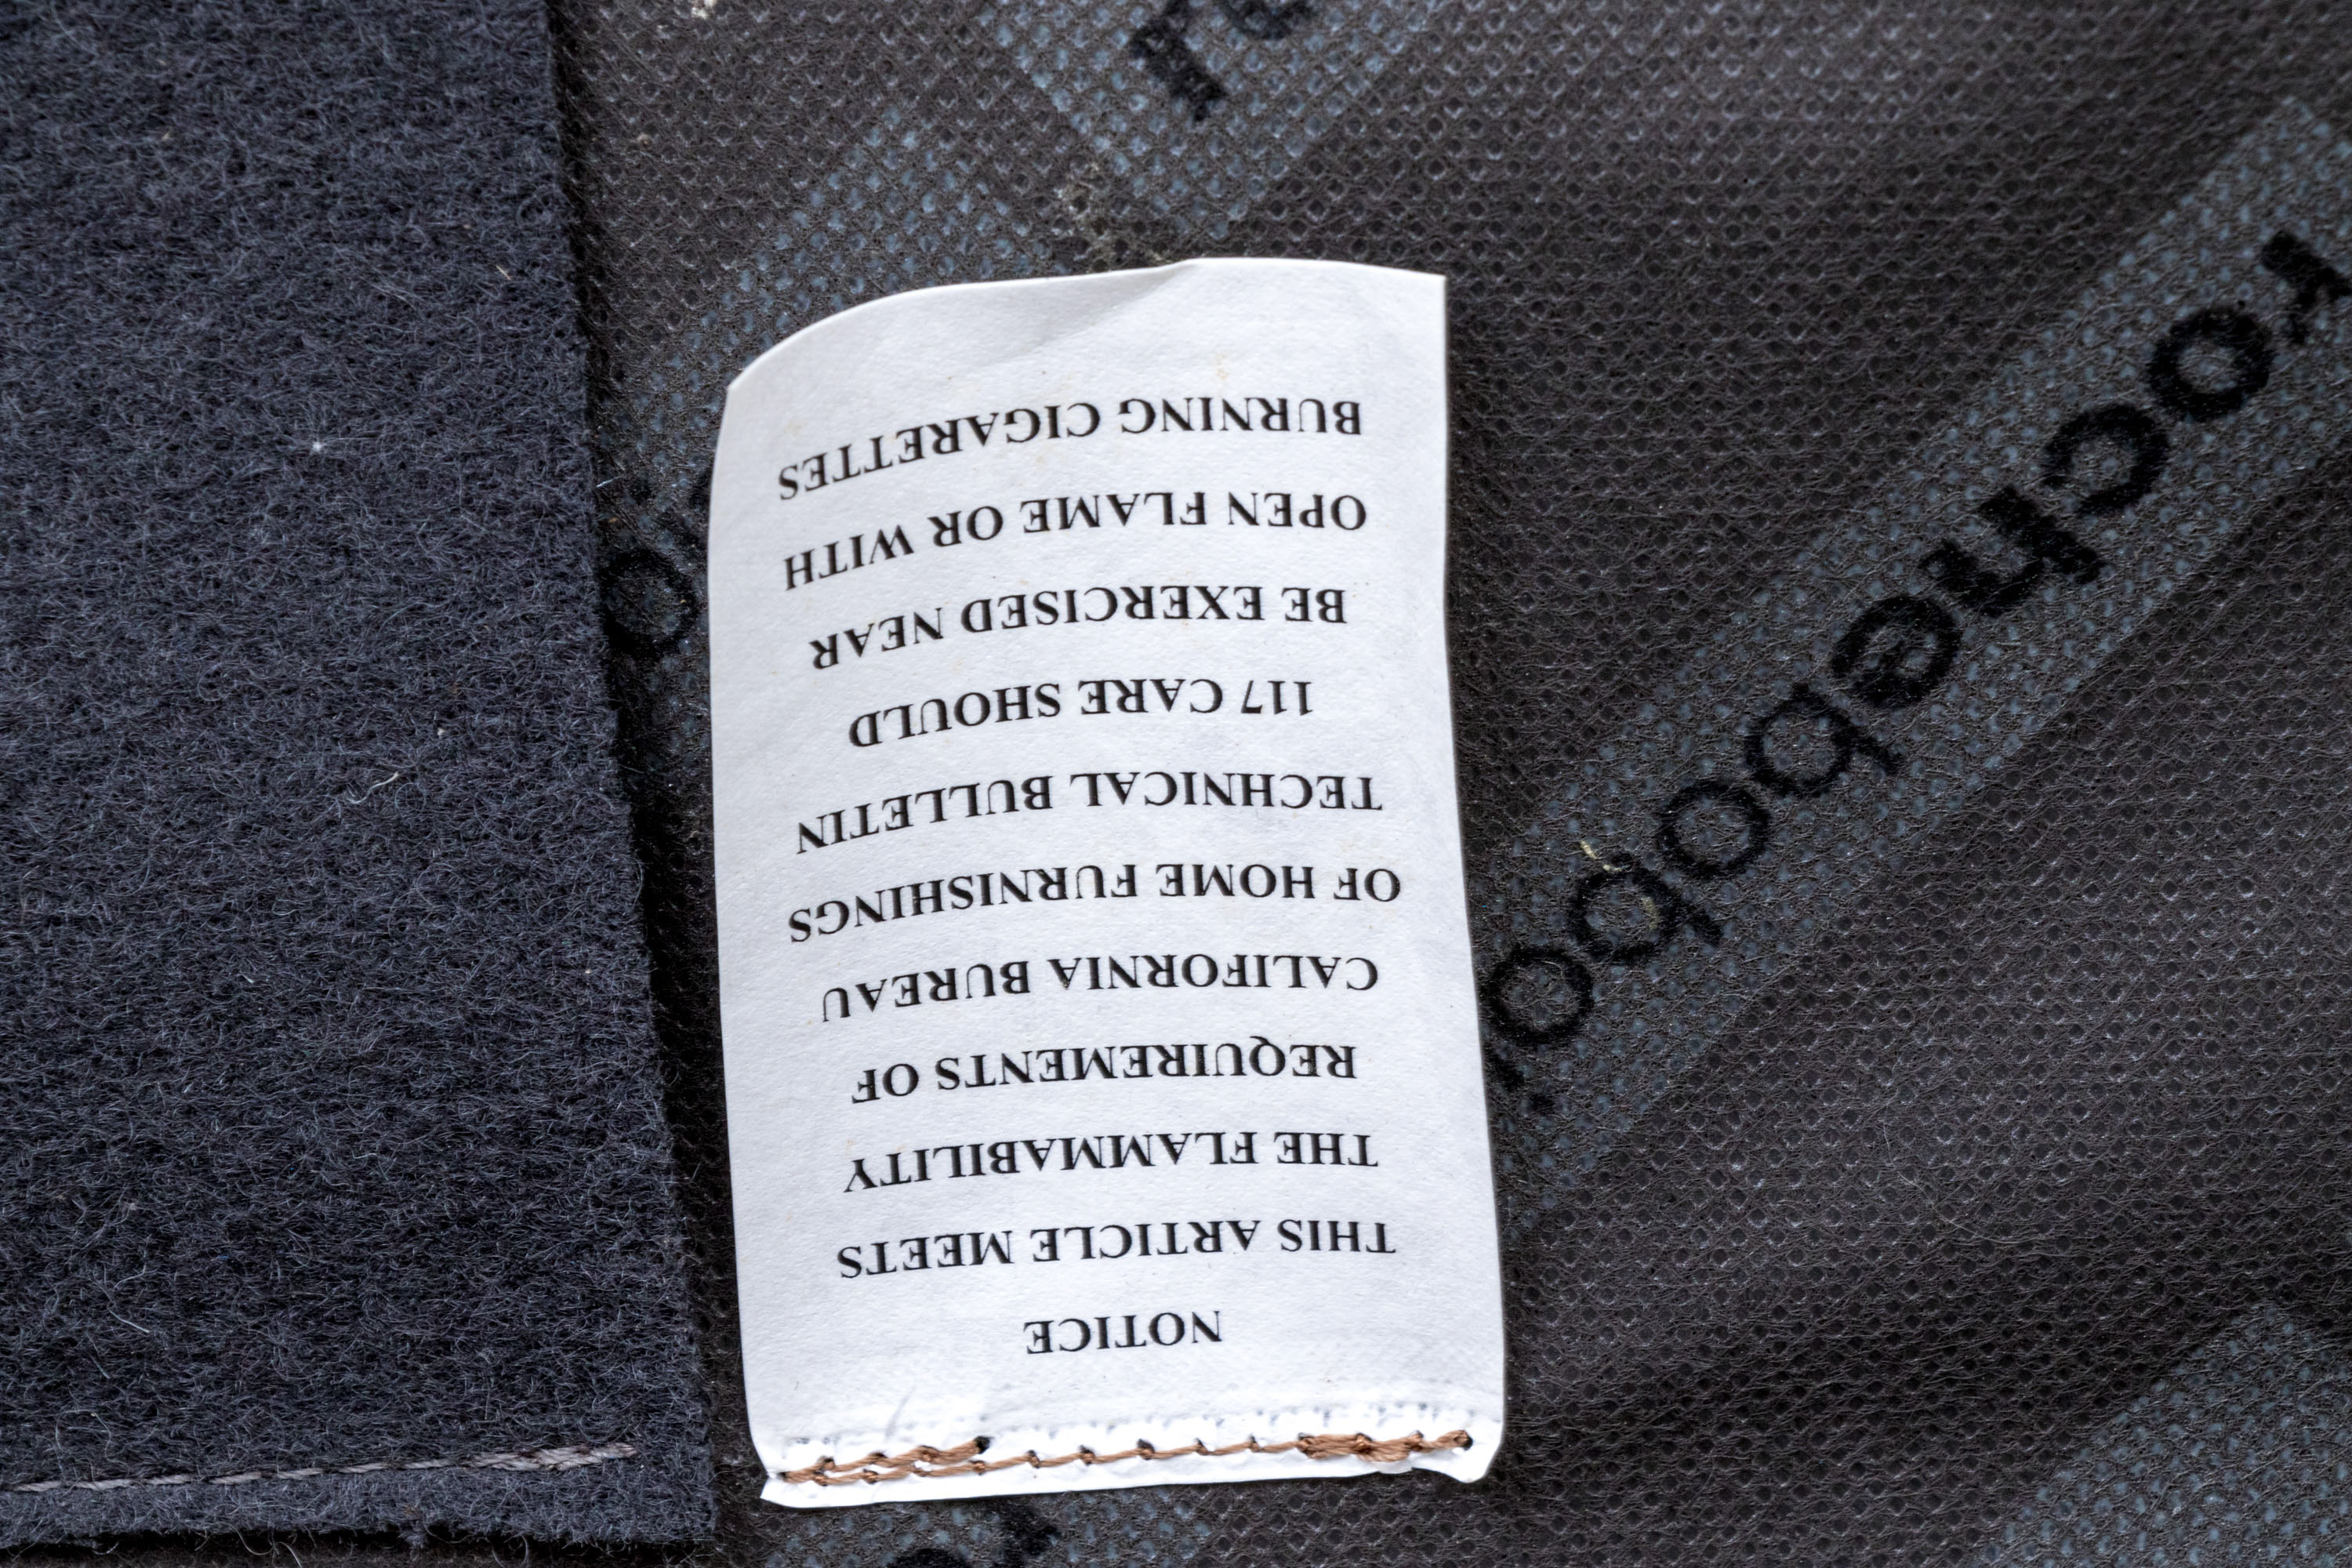 NOTICE
THIS ARTICLE MEETS
THE FLAMMABILITY
REQUIREMENTS OF
CALIFORNIA BUREAU
OF HOME FURNISHINGS
TECHNICAL BULLETIN
117 CARE SHOULD
BE EXERCISED NEAR
OPEN FLAME OR WITH
BURNING CIGARETTES